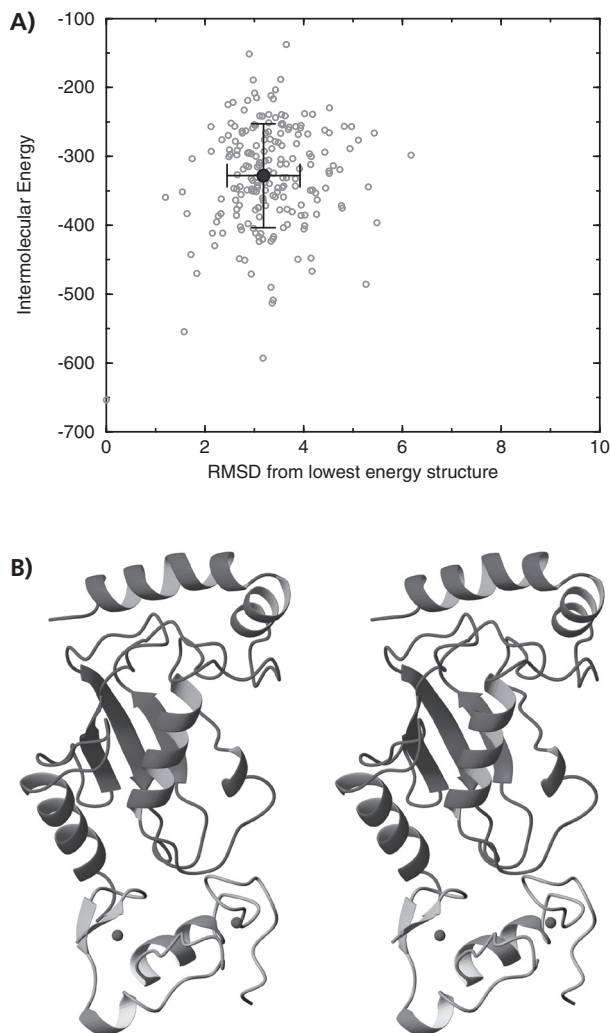 A)
-100
-200
-300
-400
-500
-600
-700
Intermolecular Energy
0 2 4 6 8 10
RMSD from lowest energy structure
B)